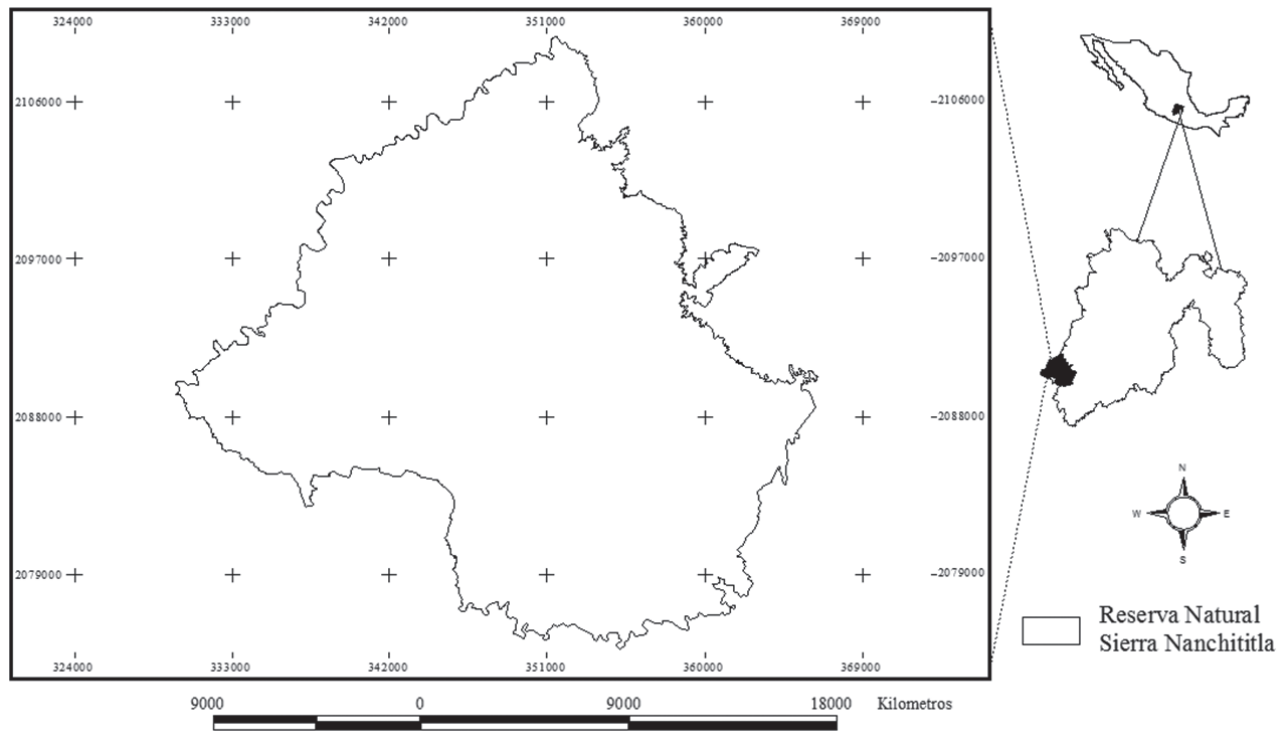 324000 333000 342000 351000 360000 369000
2106000 -2106000
2097000 -2097000
2088000 -2088000
2079000 -2079000
324000 333000 342000 351000 360000 369000
9000 0 9000 18000 Kilometros
N
W E
S
Reserva Natural
Sierra Nanchititla